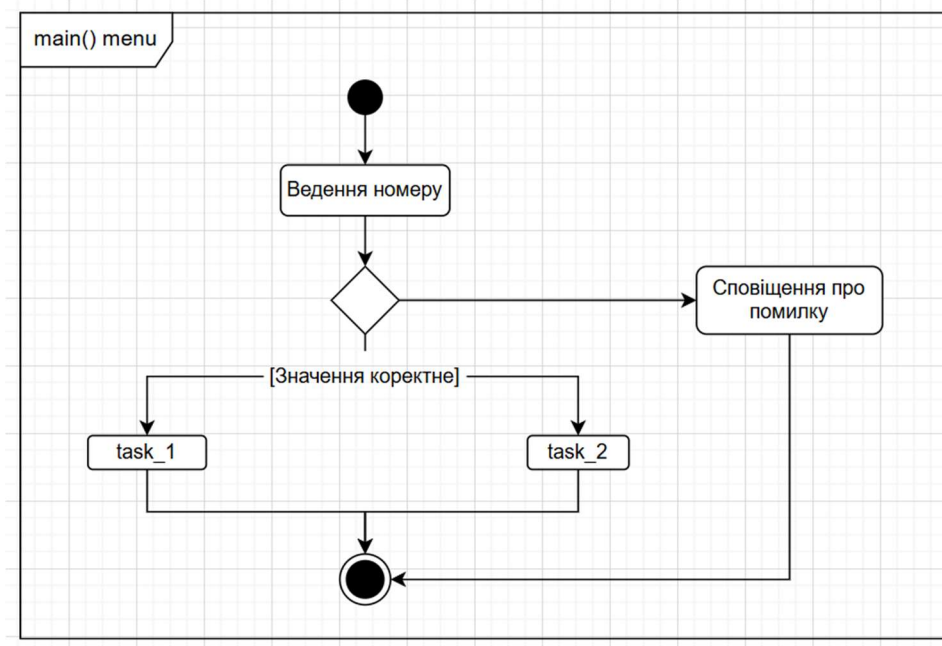 main() menu
Ведення номеру
Сповіщення про
помилку
[Значення коректне]
task_1
task_2